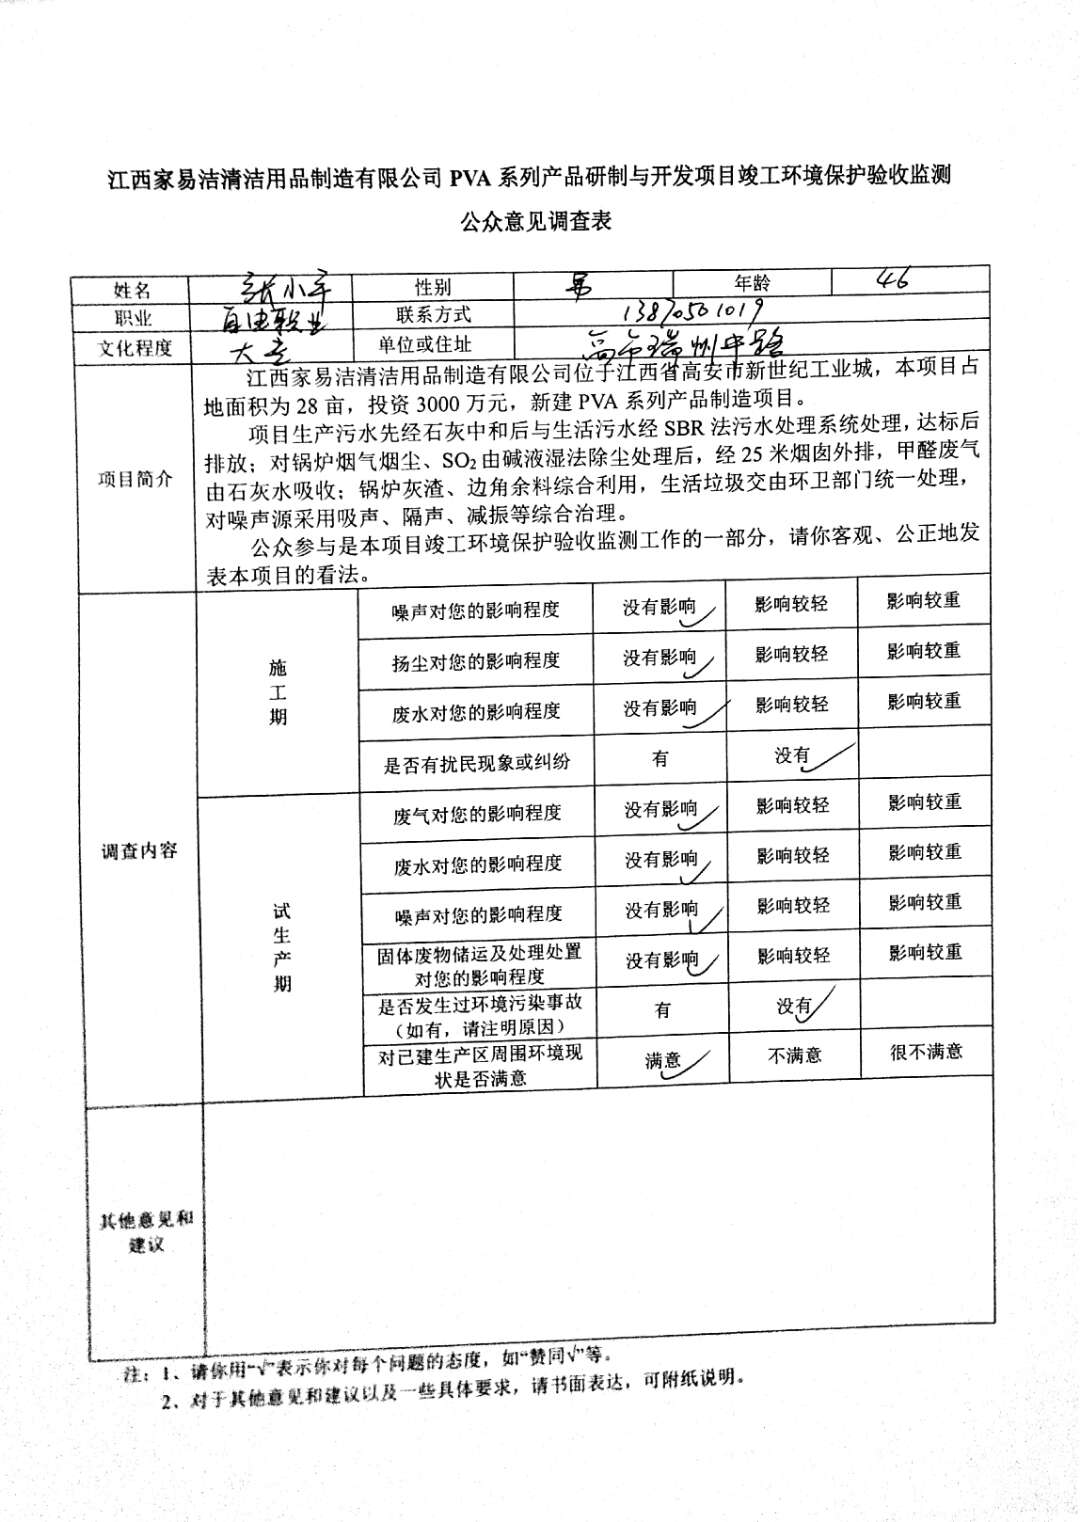 江西家易洁清洁用品制造有限公司 PVA 系列产品研制与开发项目竣工环境保护验收监测
公众意见调查表
姓名 张小平 性别 男 年龄 46
职业 自由职业 联系方式 13870501019
文化程度 大专 单位或住址 高市瑞州中路
项目简介
江西家易洁清洁用品制造有限公司位于江西省高安市新世纪工业城，本项目占
地面积为 28 亩，投资 3000 万元，新建 PVA 系列产品制造项目。
项目生产污水先经石灰中和后与生活污水经 SBR 法污水处理系统处理，达标后
排放；对锅炉烟气烟尘、SO₂由碱液湿法除尘处理后，经 25 米烟囱外排，甲醛废气
由石灰水吸收；锅炉灰渣、边角余料综合利用，生活垃圾交由环卫部门统一处理，
对噪声源采用吸声、隔声、减振等综合治理。
公众参与是本项目竣工环境保护验收监测工作的一部分，请你客观、公正地发
表本项目的看法。
调查内容
施工期
噪声对您的影响程度 没有影响 ✓ 影响较轻 影响较重
扬尘对您的影响程度 没有影响 ✓ 影响较轻 影响较重
废水对您的影响程度 没有影响 ✓ 影响较轻 影响较重
是否有扰民现象或纠纷 有 没有 ✓
试生产期
废气对您的影响程度 没有影响 ✓ 影响较轻 影响较重
废水对您的影响程度 没有影响 ✓ 影响较轻 影响较重
噪声对您的影响程度 没有影响 ✓ 影响较轻 影响较重
固体废物储运及处理处置
对您的影响程度 没有影响 ✓ 影响较轻 影响较重
是否发生过环境污染事故
（如有，请注明原因） 有 没有 ✓
对已建生产区周围环境现
状是否满意 满意 ✓ 不满意 很不满意
其他意见和
建议
注：1、请你用“√”表示你对每个问题的态度，如“赞同√”等。
2、对于其他意见和建议以及一些具体要求，请书面表达，可附纸说明。